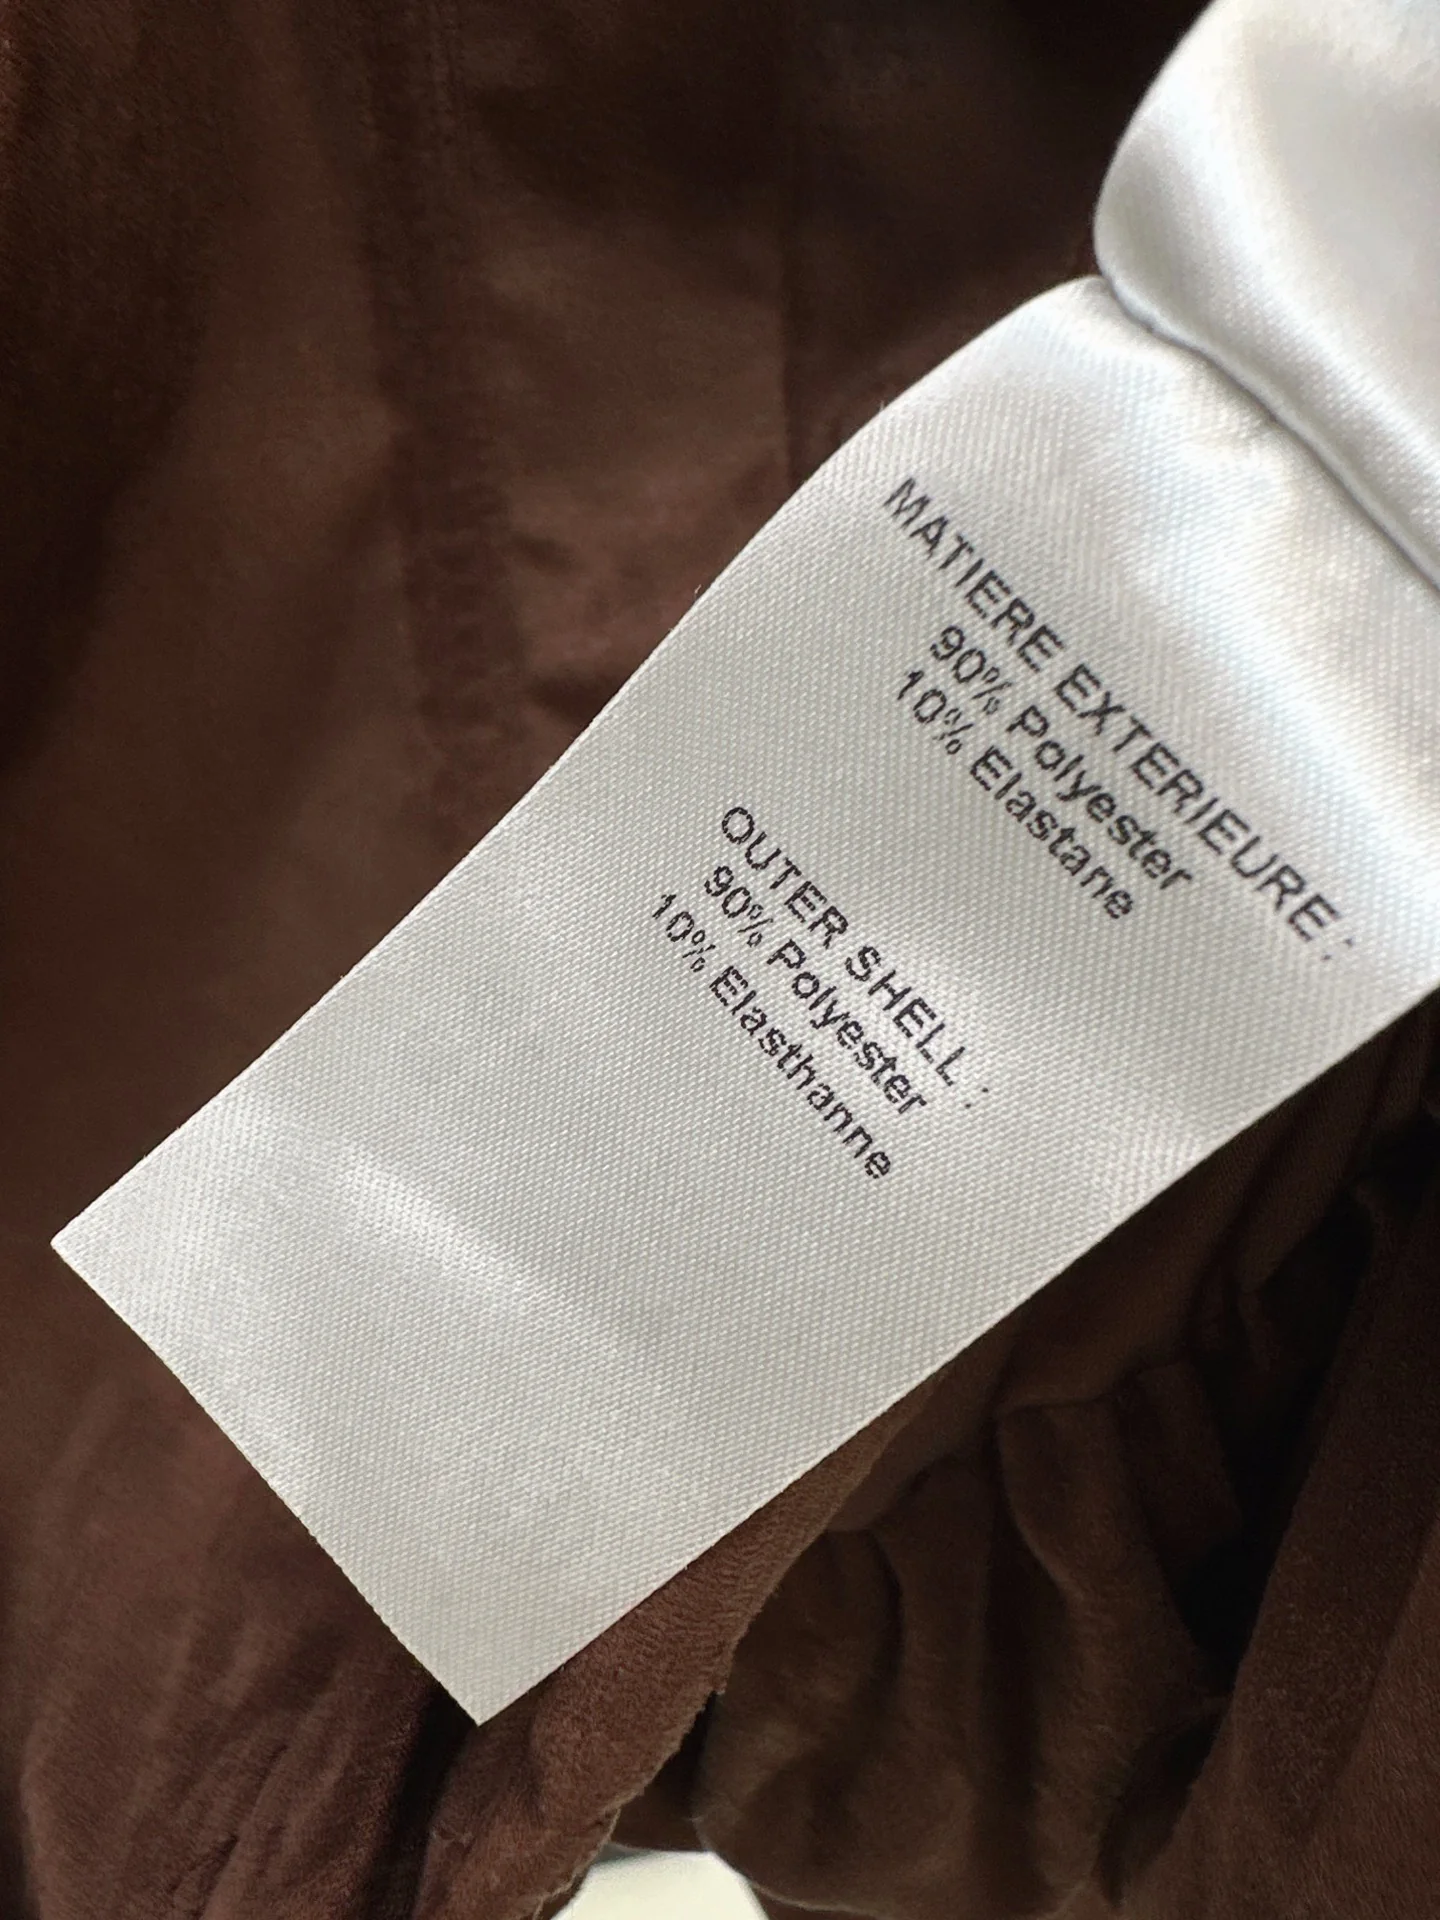 MATIERE EXTERIEURE :
90% Polyester
10% Elastane
OUTER SHELL :
90% Polyester
10% Elasthanne